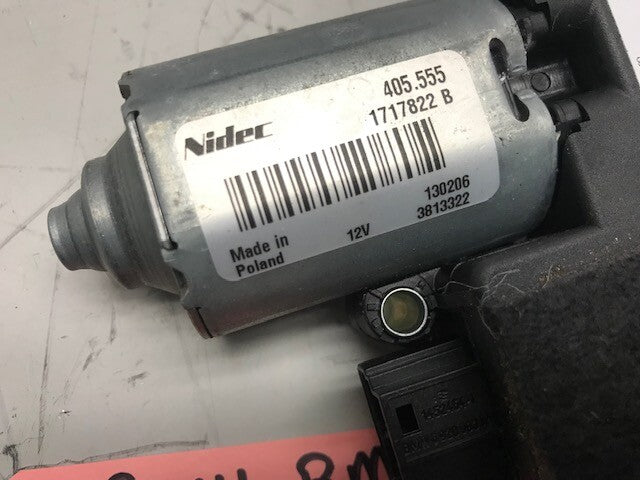 405.555
1717822 B
Nidec
130206
3813322
12V
Made in
Poland